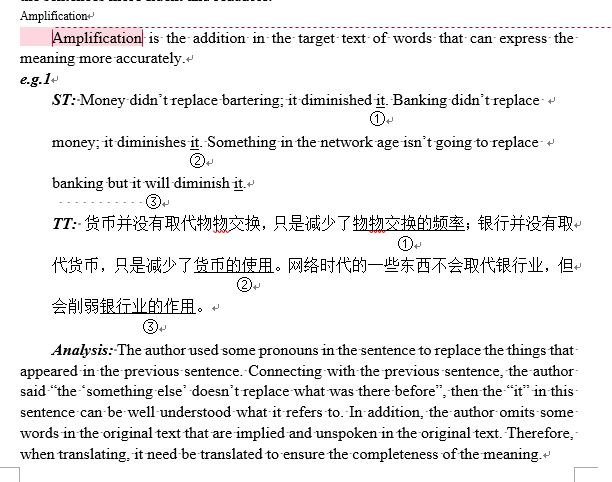 Amplification
Amplification is the addition in the target text of words that can express the
meaning more accurately.
e.g.1
ST: Money didn't replace bartering; it diminished it. Banking didn't replace
①
money; it diminishes it. Something in the network age isn't going to replace
②
banking but it will diminish it.
③
TT: 货币并没有取代物物交换，只是减少了物物交换的频率；银行并没有取
①
代货币，只是减少了货币的使用。网络时代的一些东西不会取代银行业，但
②
会削弱银行业的作用。
③
Analysis: The author used some pronouns in the sentence to replace the things that
appeared in the previous sentence. Connecting with the previous sentence, the author
said “the ‘something else’ doesn’t replace what was there before”, then the “it” in this
sentence can be well understood what it refers to. In addition, the author omits some
words in the original text that are implied and unspoken in the original text. Therefore,
when translating, it need be translated to ensure the completeness of the meaning.